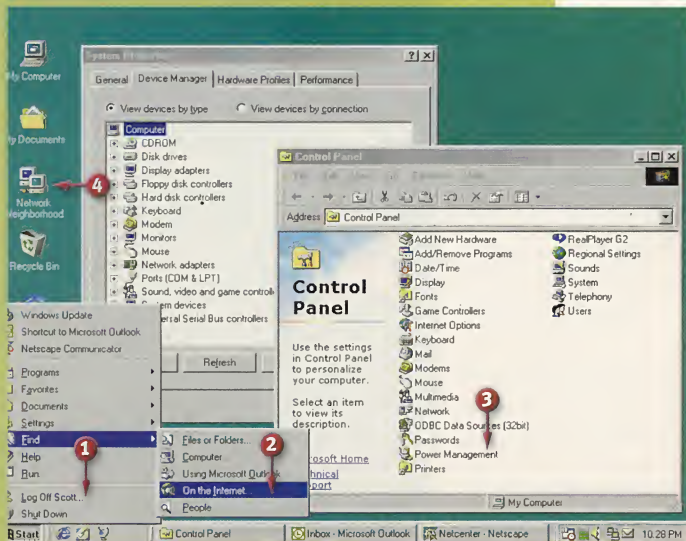 My Computer
My Documents
Network
Neighborhood
Recycle Bin
4
System Properties
General Device Manager Hardware Profiles Performance
View devices by type View devices by connection
Computer
CDROM
Disk drives
Display adapters
Floppy disk controllers
Hard disk controllers
Keyboard
Modem
Monitors
Mouse
Network adapters
Ports (COM & LPT)
Sound, video and game control
System devices
ersal Serial Bus controllers
Refresh
Control Panel
Address Control Panel
Control
Panel
Use the settings
in Control Panel
to personalize
your computer.
Select an item
to view its
description.
rosoft Home
hnical
port
Add New Hardware
Add/Remove Programs
Date/Time
Display
Fonts
Game Controllers
Internet Options
Keyboard
Mail
Modems
Mouse
Multimedia
Network
ODBC Data Sources (32bit)
Passwords
Power Management
Printers
3
RealPlayer G2
Regional Settings
Sounds
System
Telephony
Users
My Computer
Windows Update
Shortcut to Microsoft Outlook
Netscape Communicator
Programs
Favorites
Documents
Settings
Find
Help
Run
Log Off Scott...
Shut Down
1
Files or Folders...
Computer...
Using Microsoft Outlook
On the Internet...
People
2
Start Control Panel Inbox - Microsoft Outlook Netcenter - Netscape 10:28 PM